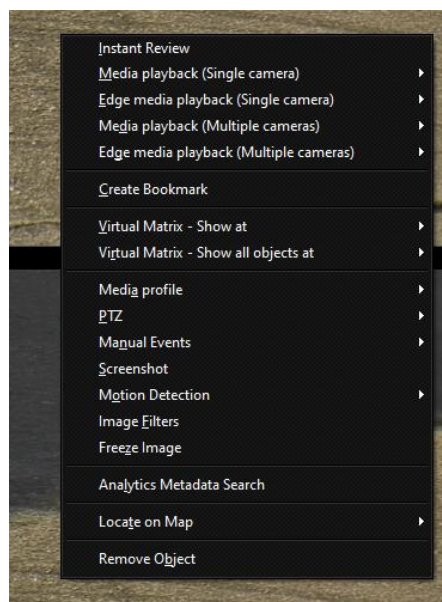 Instant Review
Media playback (Single camera)
Edge media playback (Single camera)
Media playback (Multiple cameras)
Edge media playback (Multiple cameras)
Create Bookmark
Virtual Matrix - Show at
Virtual Matrix - Show all objects at
Media profile
PTZ
Manual Events
Screenshot
Motion Detection
Image Filters
Freeze Image
Analytics Metadata Search
Locate on Map
Remove Object